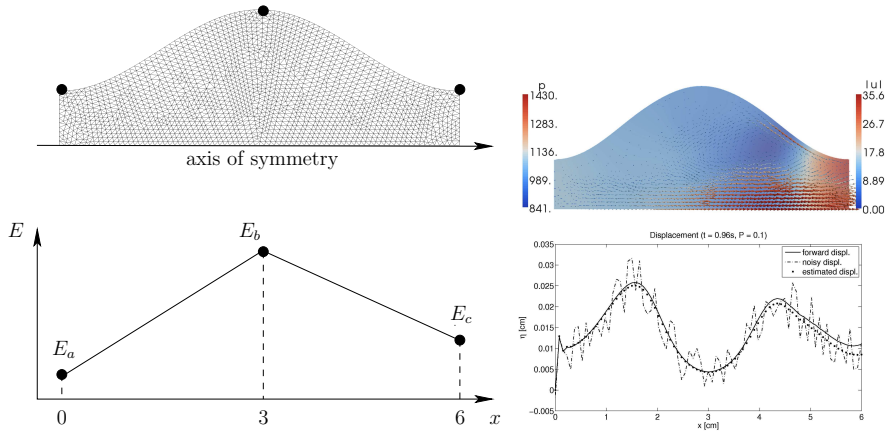 axis of symmetry
E
E_a
E_b
E_c
0
3
6
x
p
1430.
1283.
1136.
989.
841.
|u|
35.6
26.7
17.8
8.89
0.00
Displacement (t = 0.96s, P = 0.1)
forward displ.
noisy displ.
estimated displ.
η [cm]
0.035
0.03
0.025
0.02
0.015
0.01
0.005
0
−0.005
0
1
2
3
4
5
6
x [cm]